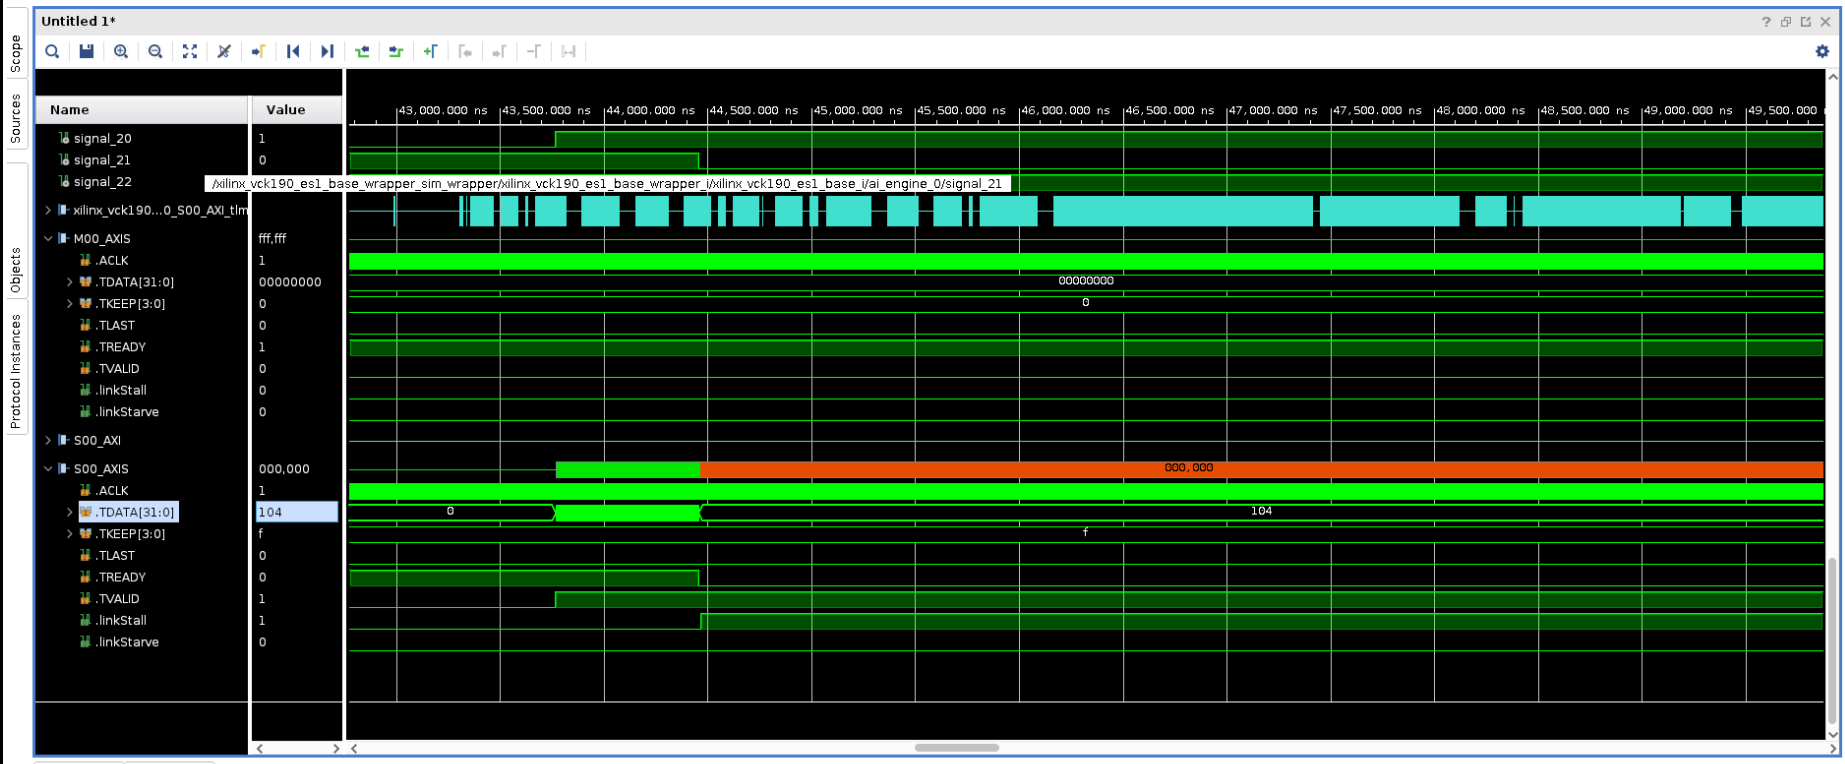 Untitled 1*
Scope
Sources
Objects
Protocol Instances
Name Value
43,000.000 ns 43,500.000 ns 44,000.000 ns 44,500.000 ns 45,000.000 ns 45,500.000 ns 46,000.000 ns 46,500.000 ns 47,000.000 ns 47,500.000 ns 48,000.000 ns 48,500.000 ns 49,000.000 ns 49,500.000
signal_20 1
signal_21 0
signal_22
/xilinx_vck190_es1_base_wrapper_sim_wrapper/xilinx_vck190_es1_base_wrapper_i/xilinx_vck190_es1_base_i/ai_engine_0/signal_21
xilinx_vck190...0_S00_AXI_tlm
M00_AXIS fff,fff
.ACLK 1
.TDATA[31:0] 00000000 00000000
.TKEEP[3:0] 0 0
.TLAST 0
.TREADY 1
.TVALID 0
.linkStall 0
.linkStarve 0
S00_AXI
S00_AXIS 000,000 000,000
.ACLK 1
.TDATA[31:0] 104 0 104
.TKEEP[3:0] f f
.TLAST 0
.TREADY 0
.TVALID 1
.linkStall 1
.linkStarve 0